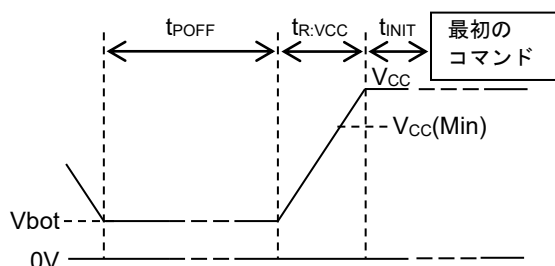 tPOFF
tR:VCC
tINIT
最初の
コマンド
VCC
VCC(Min)
Vbot
0V